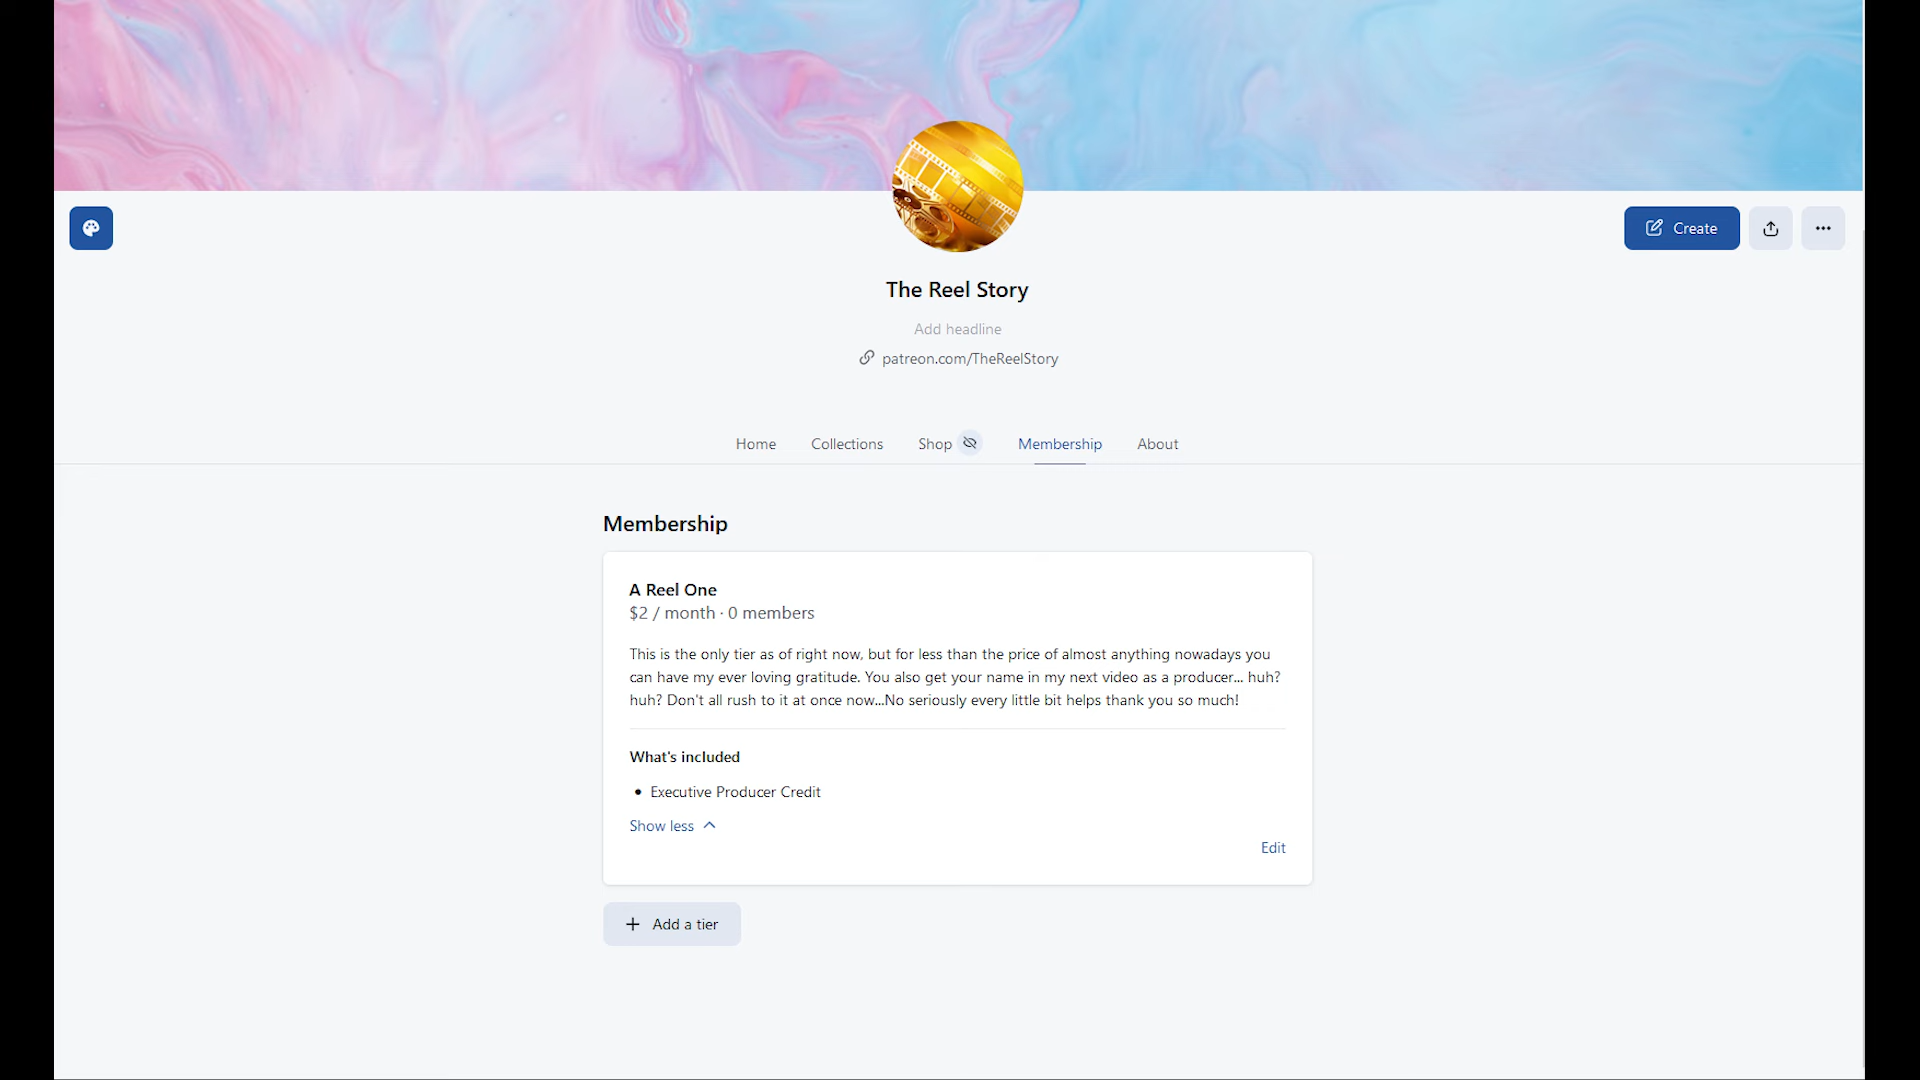 Create
The Reel Story
Add headline
patreon.com/TheReelStory
Home Collections Shop Membership About
Membership
A Reel One
$2 / month · 0 members
This is the only tier as of right now, but for less than the price of almost anything nowadays you
can have my ever loving gratitude. You also get your name in my next video as a producer... huh?
huh? Don't all rush to it at once now...No seriously every little bit helps thank you so much!
What's included
• Executive Producer Credit
Show less
Edit
Add a tier